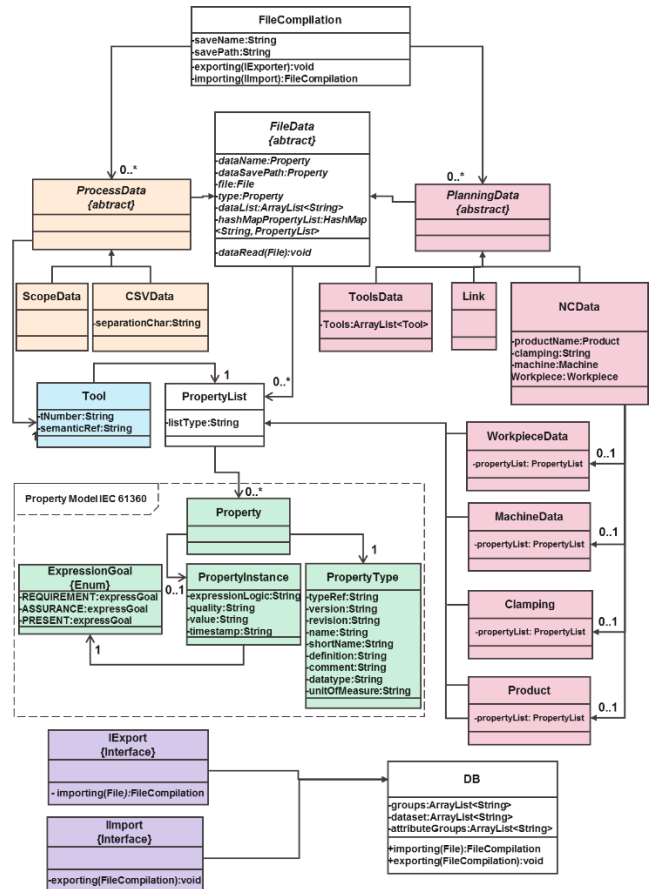 FileCompilation
-saveName:String
-savePath:String
-exporting(IExporter):void
-importing(IImport):FileCompilation
FileData
{abtract}
-dataName:Property
-dataSavePath:Property
-file:File
-type:Property
-dataList:ArrayList<String>
-hashMapPropertyList:HashMap
<String, PropertyList>
-dataRead(File):void
0..*
ProcessData
{abtract}
0..*
PlanningData
{abstract}
ScopeData
CSVData
-separationChar:String
ToolsData
-Tools:ArrayList<Tool>
Link
NCData
-productName:Product
-clamping:String
-machine:Machine
Workpiece:Workpiece
Tool
-tNumber:String
-semanticRef:String
1
1
0..*
PropertyList
-listType:String
WorkpieceData
-propertyList: PropertyList
0..1
MachineData
-propertyList: PropertyList
0..1
Clamping
-propertyList: PropertyList
0..1
Product
-propertyList: PropertyList
0..1
Property Model IEC 61360
0..*
Property
ExpressionGoal
{Enum}
-REQUIREMENT:expressGoal
-ASSURANCE:expressGoal
-PRESENT:expressGoal
0..1
PropertyInstance
-expressionLogic:String
-quality:String
-value:String
-timestamp:String
1
1
PropertyType
-typeRef:String
-version:String
-revision:String
-name:String
-shortName:String
-definition:String
-comment:String
-datatype:String
-unitOfMeasure:String
IExport
{Interface}
- importing(File):FileCompilation
IImport
{Interface}
-exporting(FileCompilation):void
DB
-groups:ArrayList<String>
-dataset:ArrayList<String>
-attributeGroups:ArrayList<String>
+importing(File):FileCompilation
+exporting(FileCompilation):void